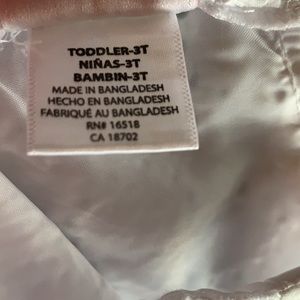 TODDLER-3T
NIÑAS-3T
BAMBIN-3T
MADE IN BANGLADESH
HECHO EN BANGLADESH
FABRIQUÉ AU BANGLADESH
RN# 16518
CA 18702